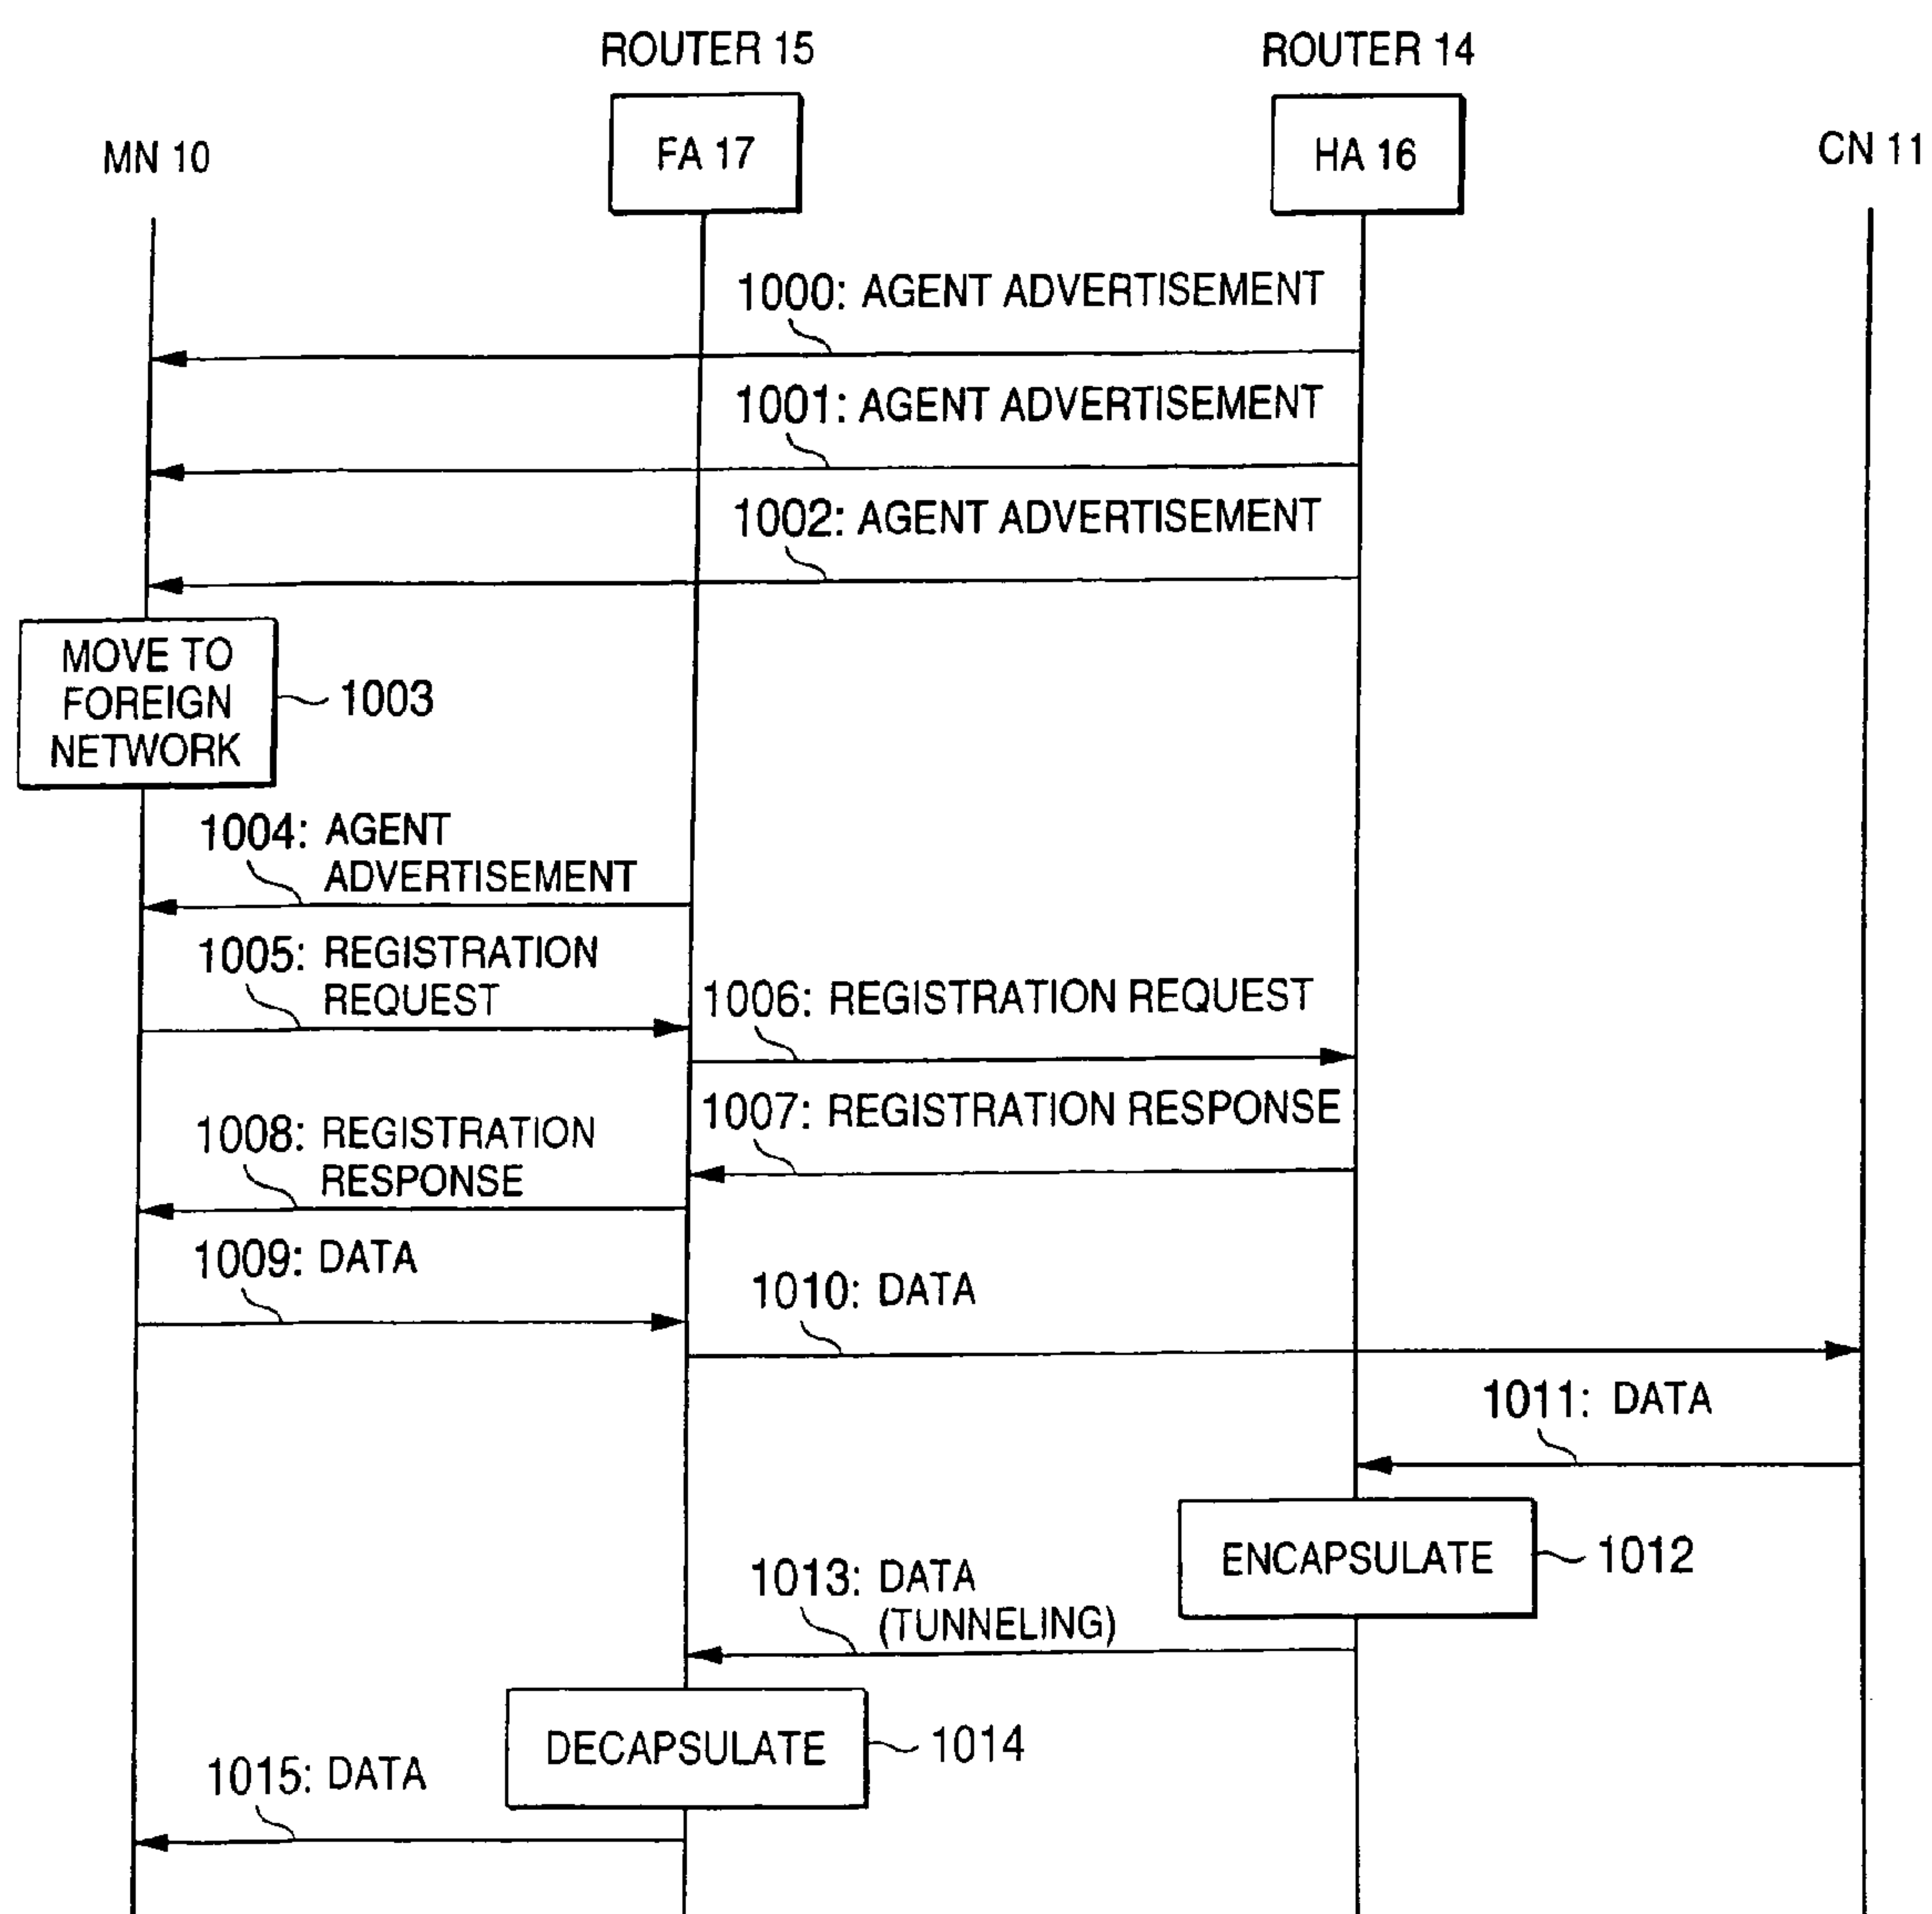 ROUTER 15
ROUTER 14
MN 10
FA 17
HA 16
CN 11
1000: AGENT ADVERTISEMENT
1001: AGENT ADVERTISEMENT
1002: AGENT ADVERTISEMENT
MOVE TO
FOREIGN
NETWORK
1003
1004: AGENT
ADVERTISEMENT
1005: REGISTRATION
REQUEST
1006: REGISTRATION REQUEST
1007: REGISTRATION RESPONSE
1008: REGISTRATION
RESPONSE
1009: DATA
1010: DATA
1011: DATA
ENCAPSULATE
1012
1013: DATA
(TUNNELING)
DECAPSULATE
1014
1015: DATA